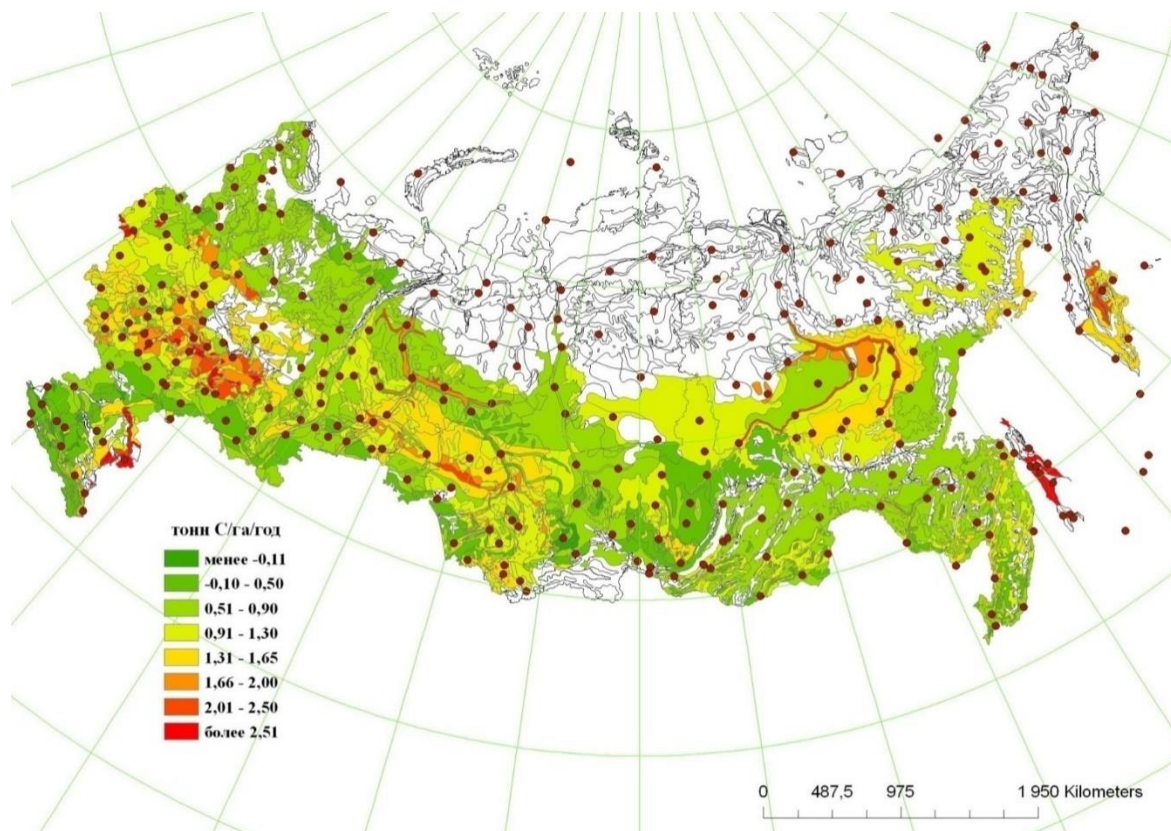 тонн С/га/год
менее -0,11
-0,10 - 0,50
0,51 - 0,90
0,91 - 1,30
1,31 - 1,65
1,66 - 2,00
2,01 - 2,50
более 2,51
0 487,5 975 1 950 Kilometers